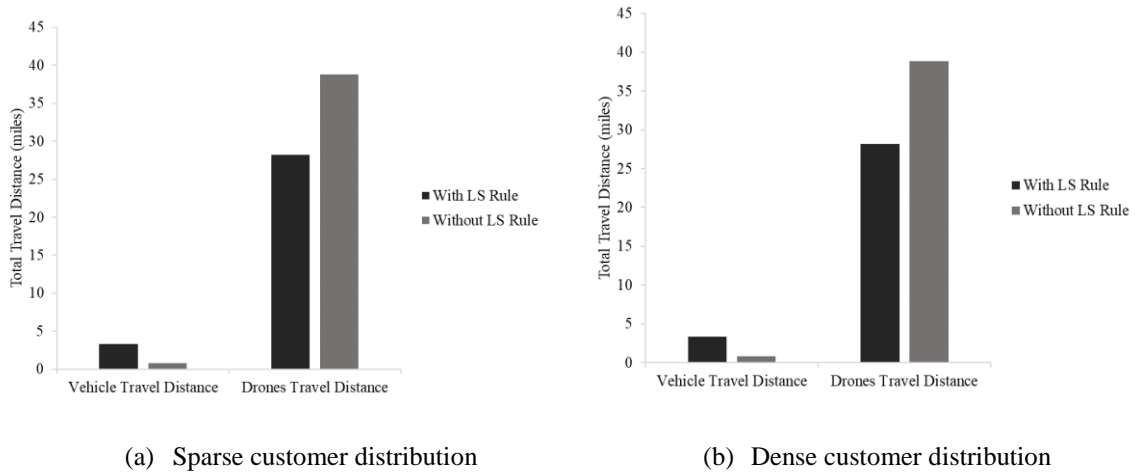 45
40
35
30
25
20
15
10
5
0
Total Travel Distance (miles)
Vehicle Travel Distance Drones Travel Distance
With LS Rule
Without LS Rule
(a) Sparse customer distribution
45
40
35
30
25
20
15
10
5
0
Total Travel Distance (miles)
Vehicle Travel Distance Drones Travel Distance
With LS Rule
Without LS Rule
(b) Dense customer distribution